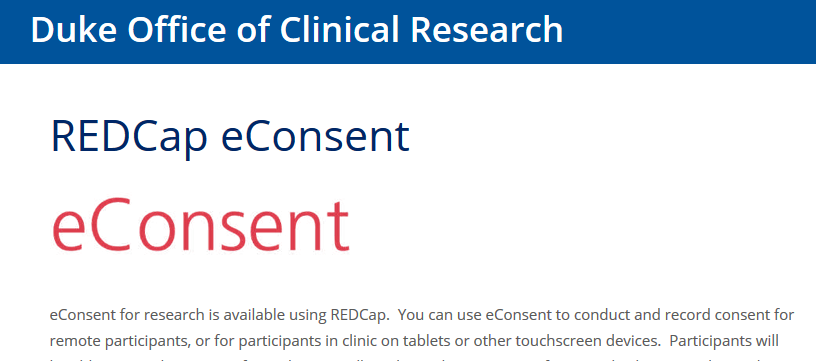 Duke Office of Clinical Research
REDCap eConsent
eConsent
eConsent for research is available using REDCap.  You can use eConsent to conduct and record consent for
remote participants, or for participants in clinic on tablets or other touchscreen devices.  Participants will